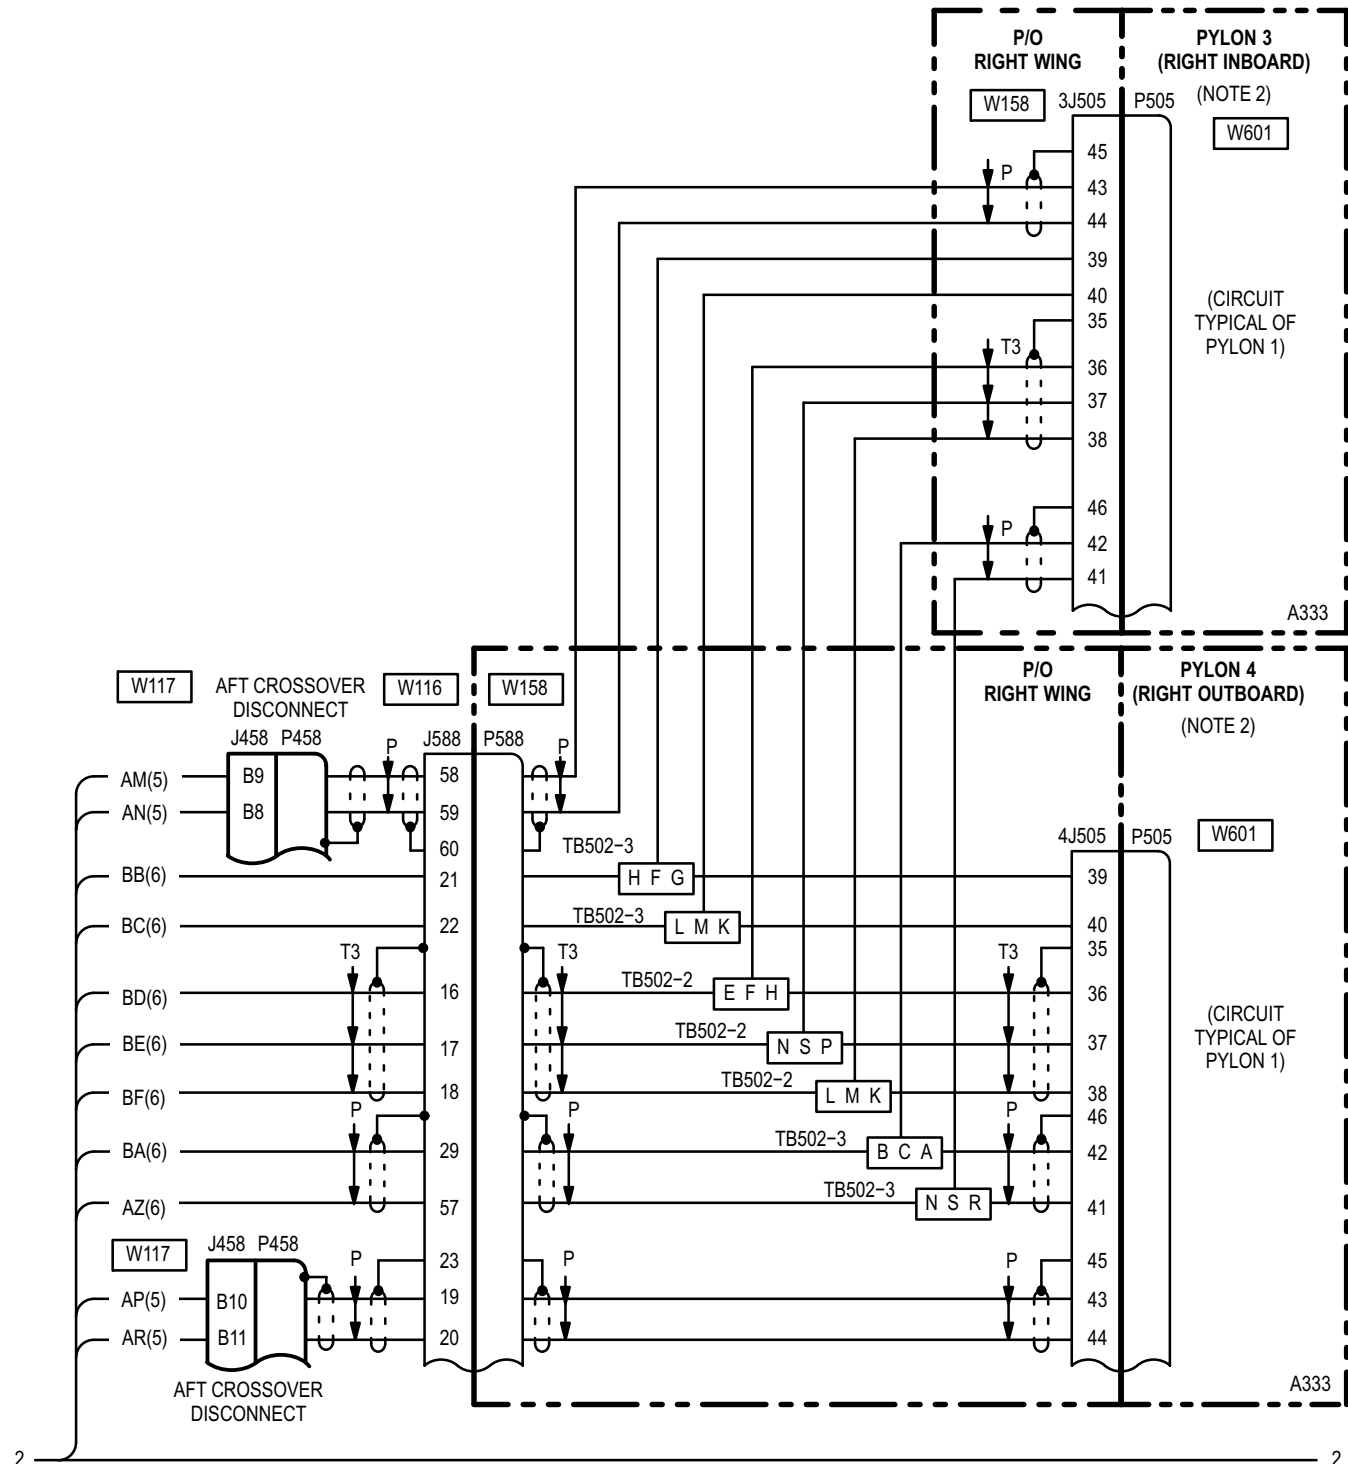 P/O
RIGHT WING
PYLON 3
(RIGHT INBOARD)
(NOTE 2)
W158
3J505
P505
W601
45
P
43
44
39
40
35
T3
36
37
38
46
P
42
41
(CIRCUIT
TYPICAL OF
PYLON 1)
A333
P/O
RIGHT WING
PYLON 4
(RIGHT OUTBOARD)
(NOTE 2)
W117
AFT CROSSOVER
DISCONNECT
W116
W158
J458 P458
P
J588
P588
P
AM(5)
B9
58
AN(5)
B8
59
60
TB502−3
4J505
P505
W601
BB(6)
21
H F G
39
BC(6)
22
TB502−3
L M K
40
35
T3
T3
T3
BD(6)
16
TB502−2
E F H
36
BE(6)
17
TB502−2
N S P
37
(CIRCUIT
TYPICAL OF
PYLON 1)
BF(6)
18
TB502−2
L M K
38
46
P
P
P
BA(6)
29
TB502−3
B C A
42
AZ(6)
57
TB502−3
N S R
41
W117
J458 P458
P
23
P
P
45
AP(5)
B10
19
43
AR(5)
B11
20
44
AFT CROSSOVER
DISCONNECT
A333
2
2